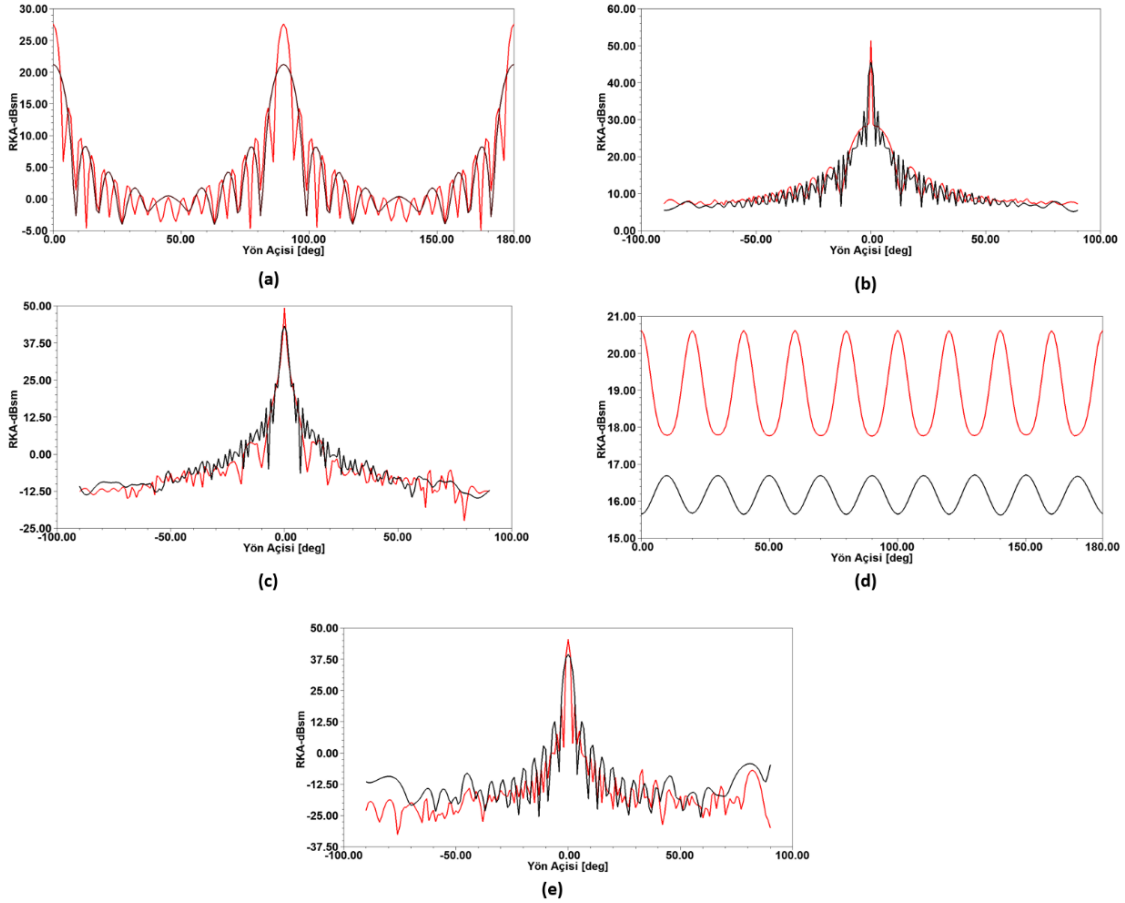 30.00
25.00
20.00
15.00
10.00
5.00
0.00
-5.00
RKA-dBsm
0.00 50.00 100.00 150.00 180.00
Yön Açisi [deg]
(a)
60.00
50.00
40.00
30.00
20.00
10.00
0.00
RKA-dBsm
-100.00 -50.00 0.00 50.00 100.00
Yön Açisi [deg]
(b)
50.00
37.50
25.00
12.50
0.00
-12.50
-25.00
RKA-dBsm
-100.00 -50.00 0.00 50.00 100.00
Yön Açisi [deg]
(c)
21.00
20.00
19.00
18.00
17.00
16.00
15.00
RKA-dBsm
0.00 50.00 100.00 150.00 180.00
Yön Açisi [deg]
(d)
50.00
37.50
25.00
12.50
0.00
-12.50
-25.00
-37.50
RKA-dBsm
-100.00 -50.00 0.00 50.00 100.00
Yön Açisi [deg]
(e)